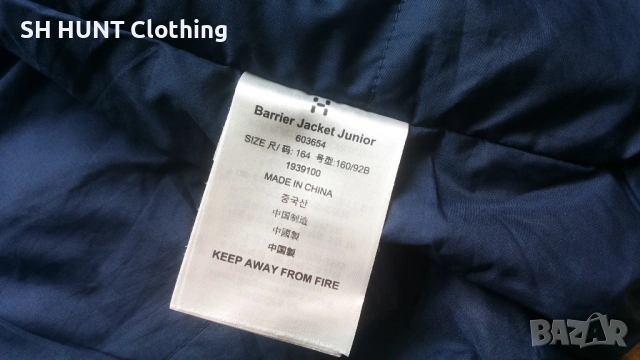 SH HUNT Clothing
Barrier Jacket Junior
603654
SIZE 尺/码: 164 号型:160/92B
1939100
MADE IN CHINA
중국산
中国制造
中國製
中国製
KEEP AWAY FROM FIRE
BAZAR